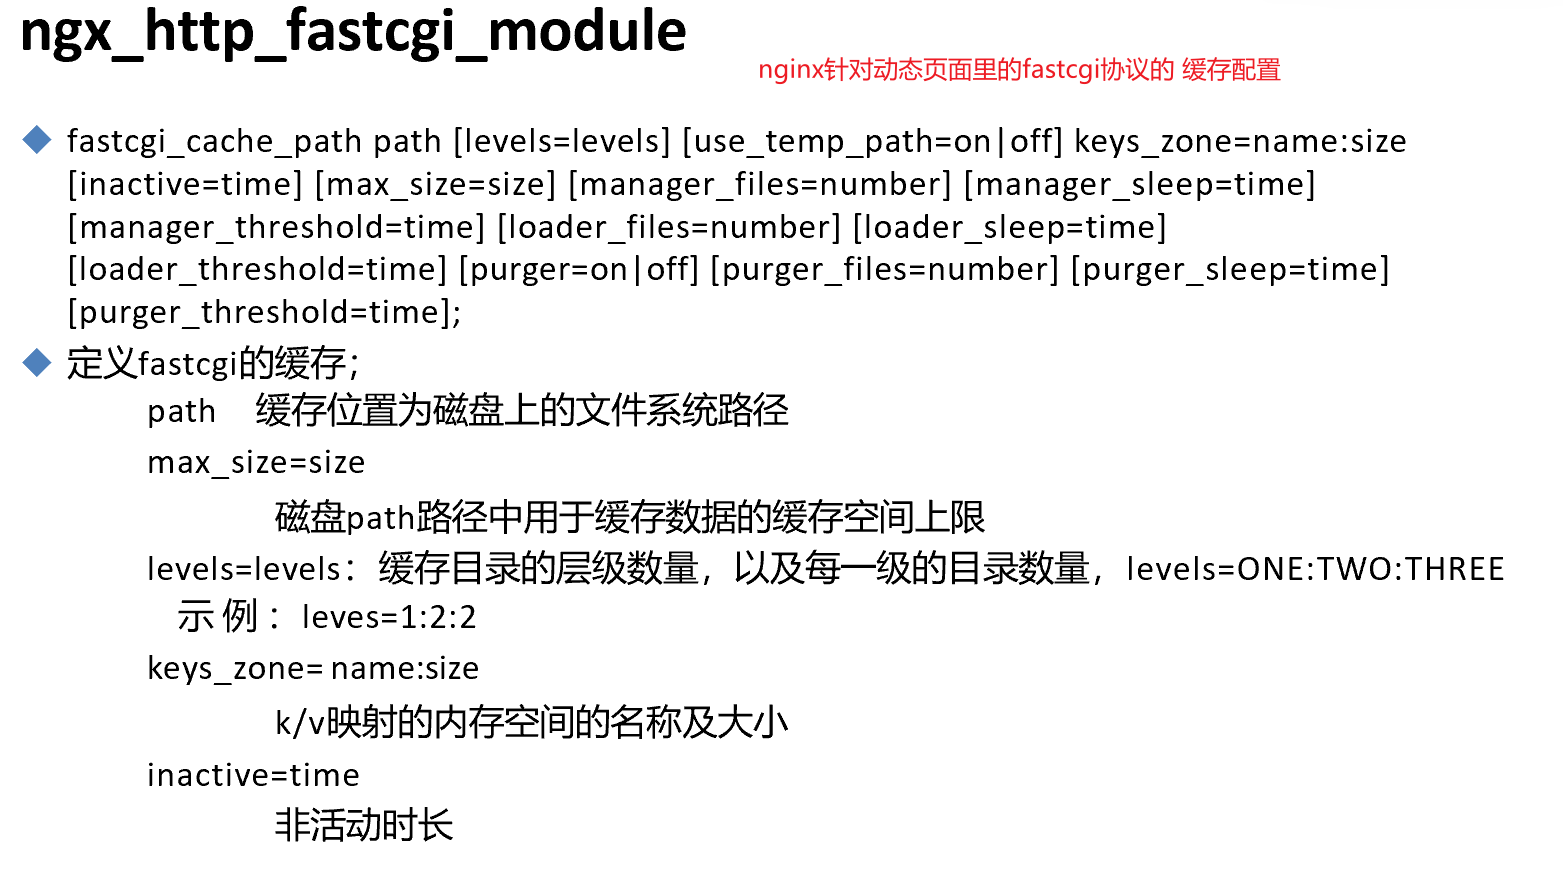 ngx_http_fastcgi_module
nginx针对动态页面里的fastcgi协议的 缓存配置
fastcgi_cache_path path [levels=levels] [use_temp_path=on|off] keys_zone=name:size
[inactive=time] [max_size=size] [manager_files=number] [manager_sleep=time]
[manager_threshold=time] [loader_files=number] [loader_sleep=time]
[loader_threshold=time] [purger=on|off] [purger_files=number] [purger_sleep=time]
[purger_threshold=time];
定义fastcgi的缓存；
path 缓存位置为磁盘上的文件系统路径
max_size=size
磁盘path路径中用于缓存数据的缓存空间上限
levels=levels：缓存目录的层级数量，以及每一级的目录数量，levels=ONE:TWO:THREE
示例：leves=1:2:2
keys_zone=name:size
k/v映射的内存空间的名称及大小
inactive=time
非活动时长